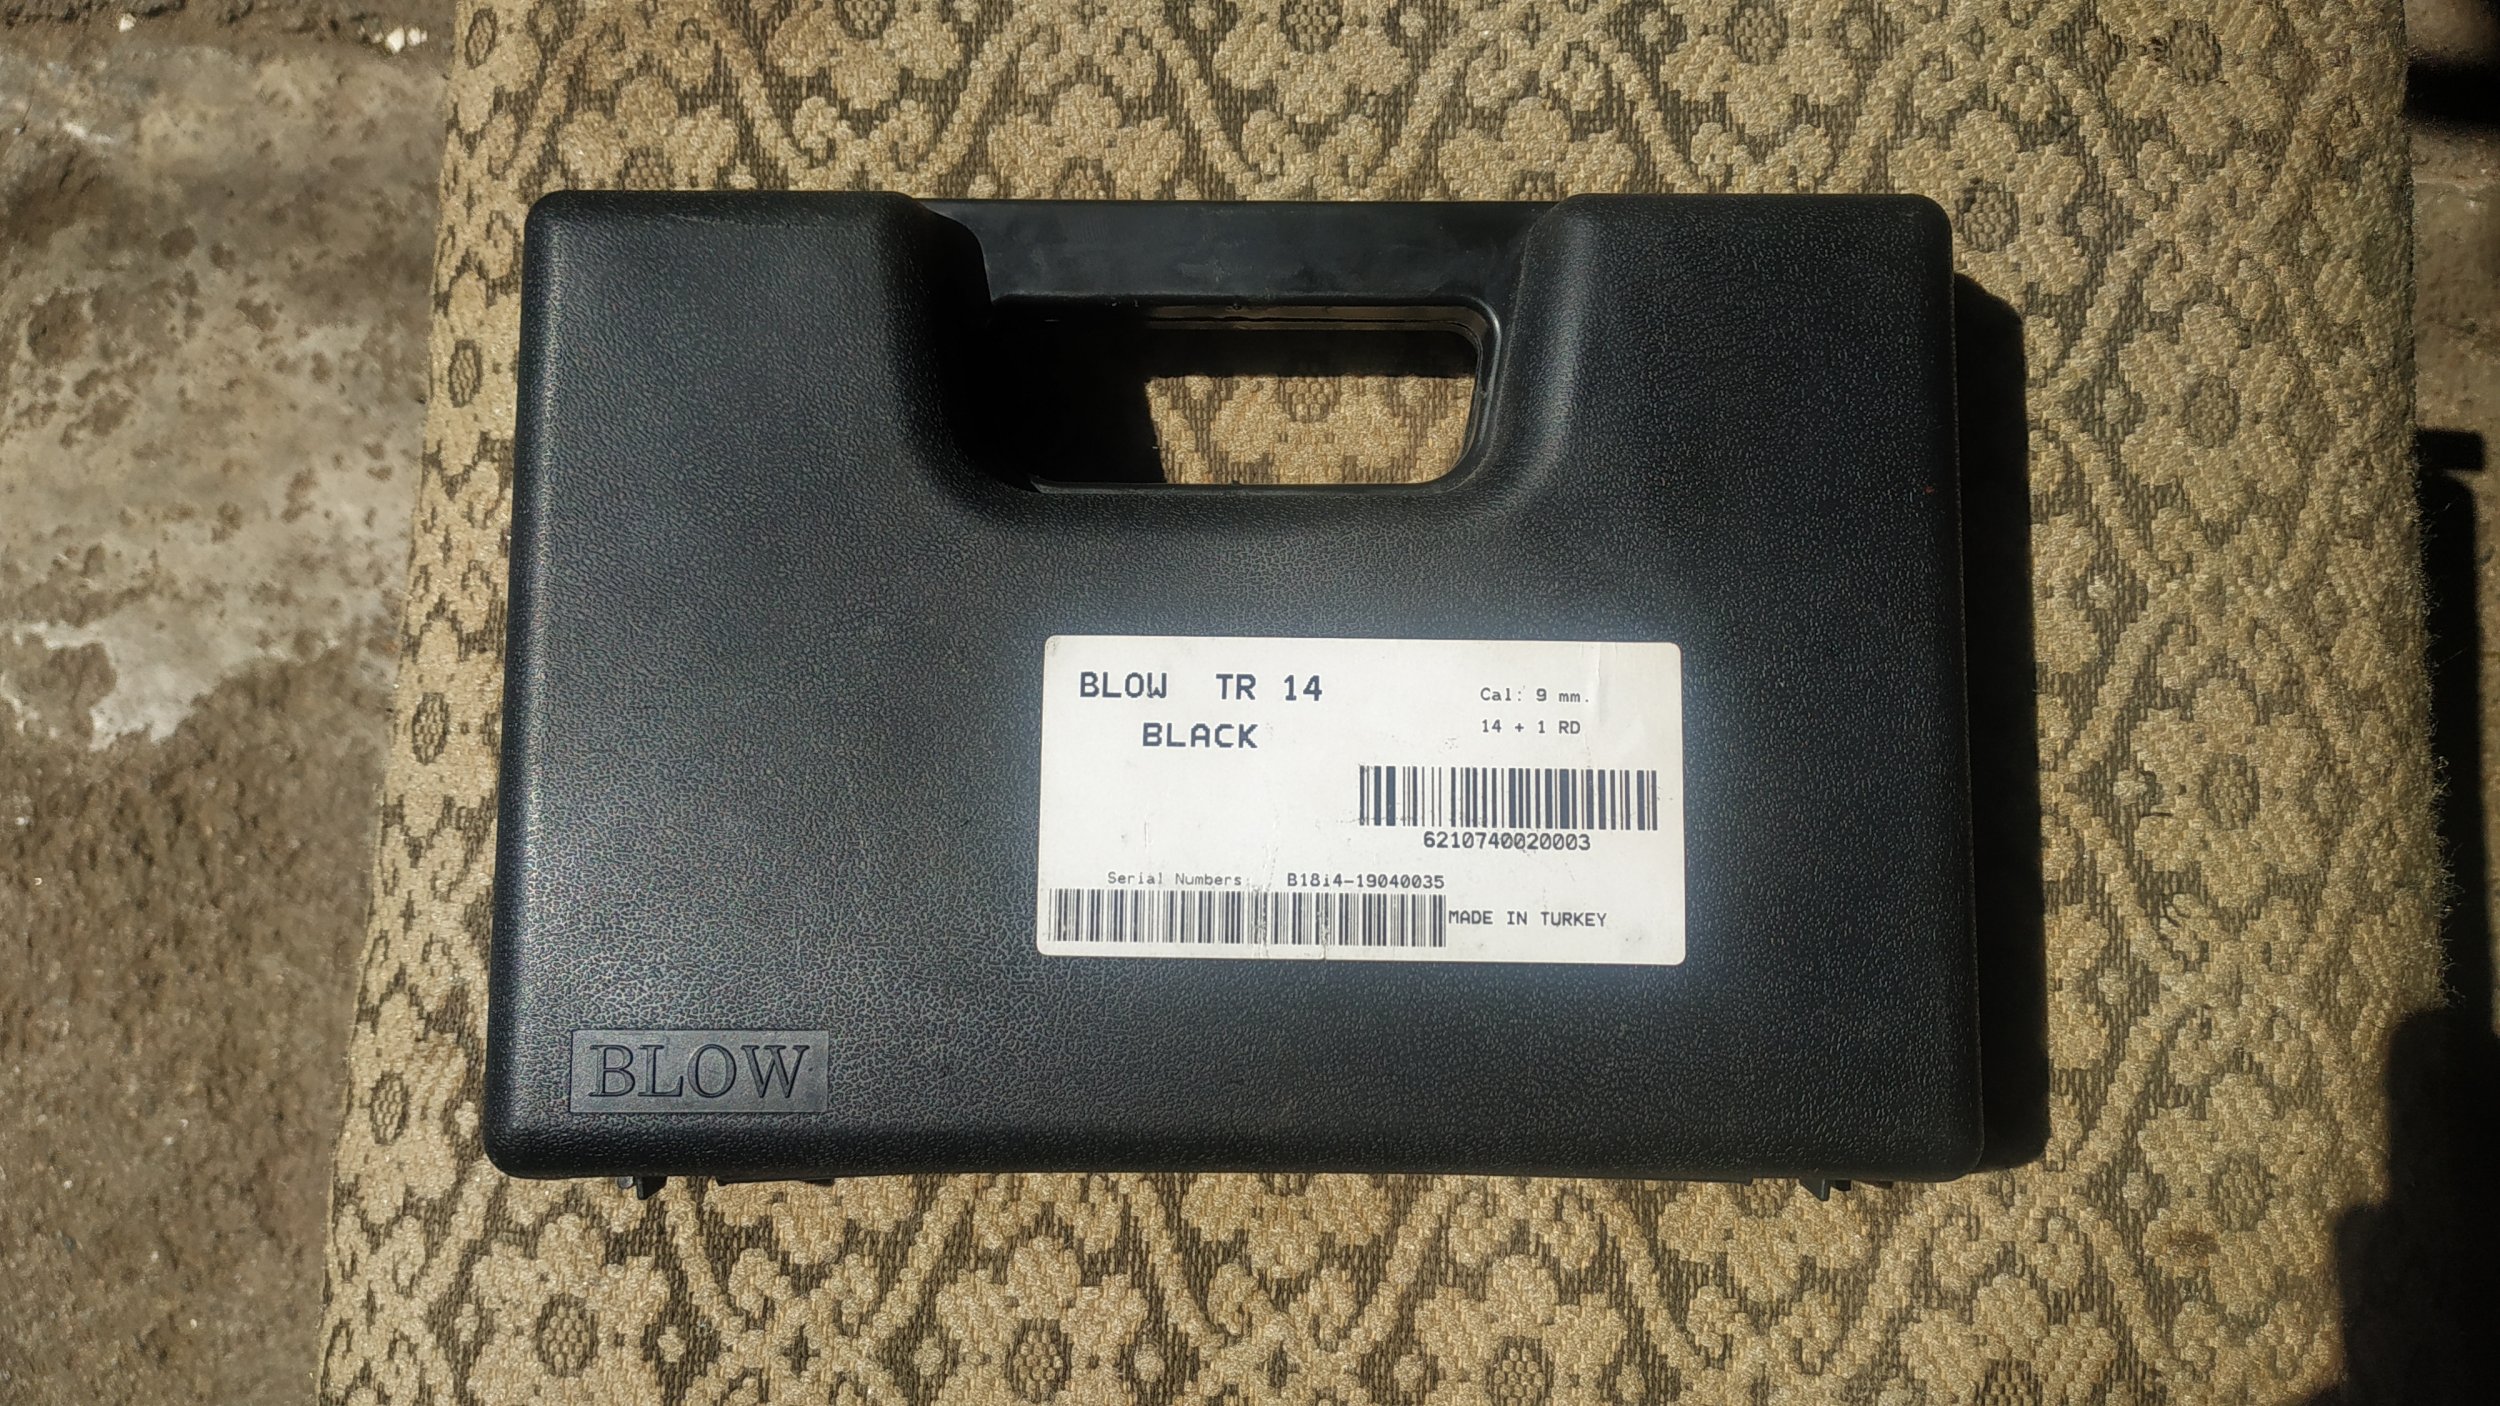 BLOW TR 14
BLACK
Cal: 9 mm.
14 + 1 RD
6210740020003
Serial Numbers: B18i4-19040035
MADE IN TURKEY
BLOW